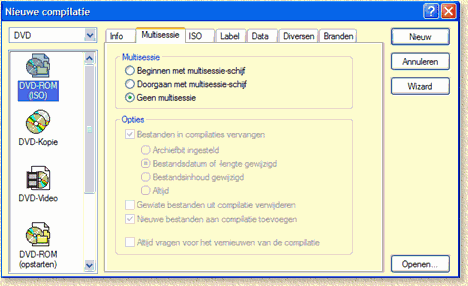 Nieuwe compilatie
DVD
Info Multisessie ISO Label Data Diversen Branden
Nieuw
Annuleren
Wizard
DVD-ROM
(ISO)
DVD-Kopie
DVD-Video
DVD-ROM
(opstarten)
Multisessie
Beginnen met multisessie-schijf
Doorgaan met multisessie-schijf
Geen multisessie
Opties
Bestanden in compilaties vervangen
Archiefbit ingesteld
Bestandsdatum of -lengte gewijzigd
Bestandsinhoud gewijzigd
Altijd
Gewiste bestanden uit compilatie verwijderen
Nieuwe bestanden aan compilatie toevoegen
Altijd vragen voor het vernieuwen van de compilatie
Openen...